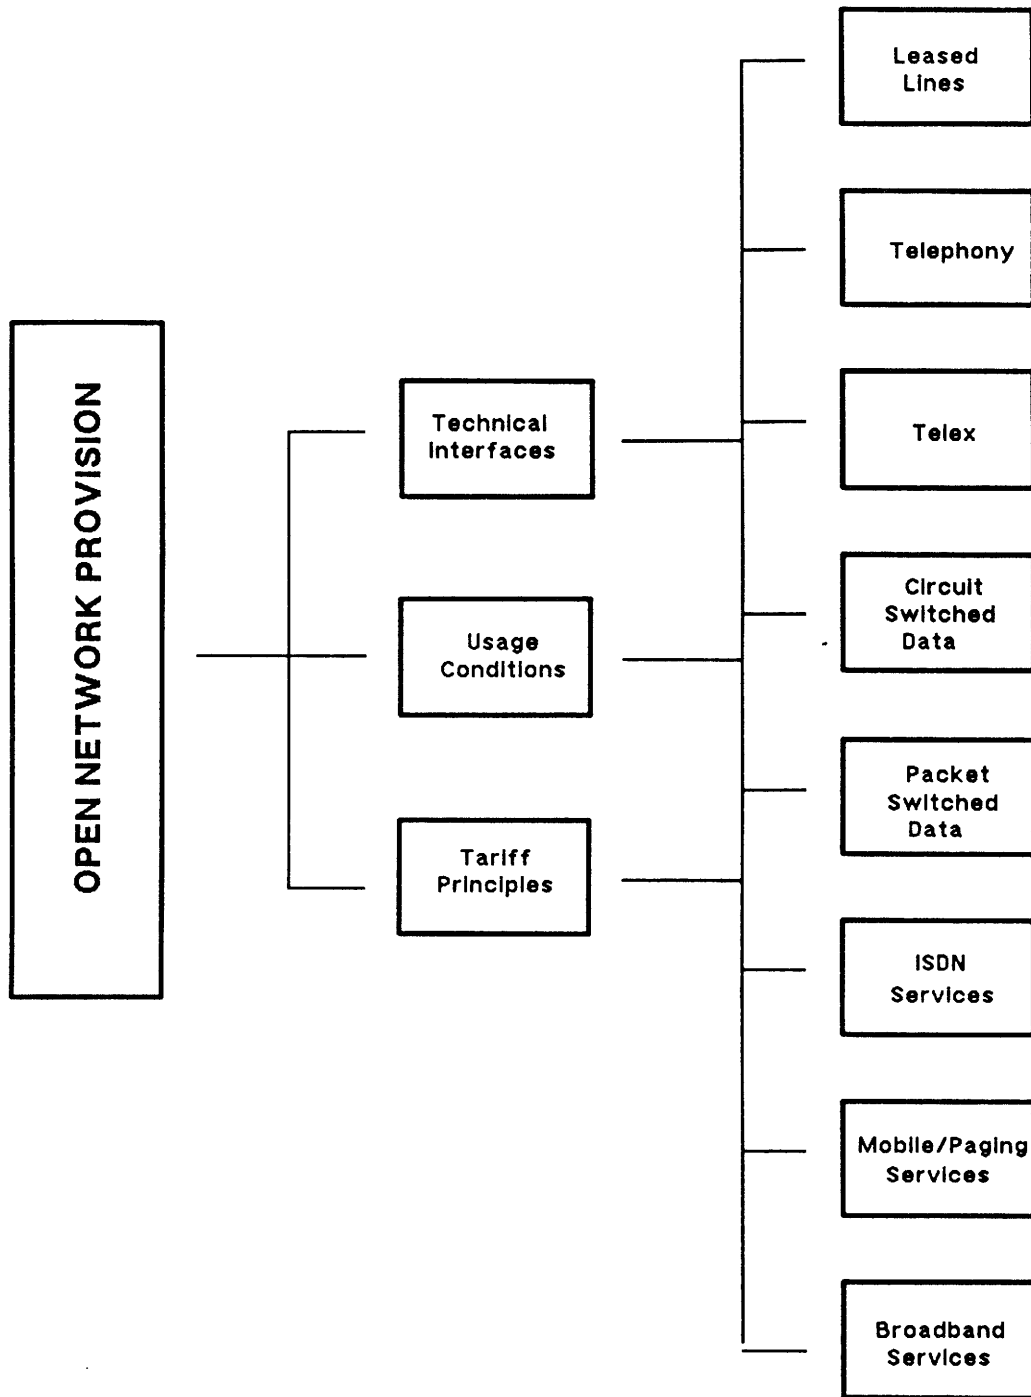 OPEN NETWORK PROVISION
Technical
Interfaces
Usage
Conditions
Tariff
Principles
Leased
Lines
Telephony
Telex
Circuit
Switched
Data
Packet
Switched
Data
ISDN
Services
Mobile/Paging
Services
Broadband
Services